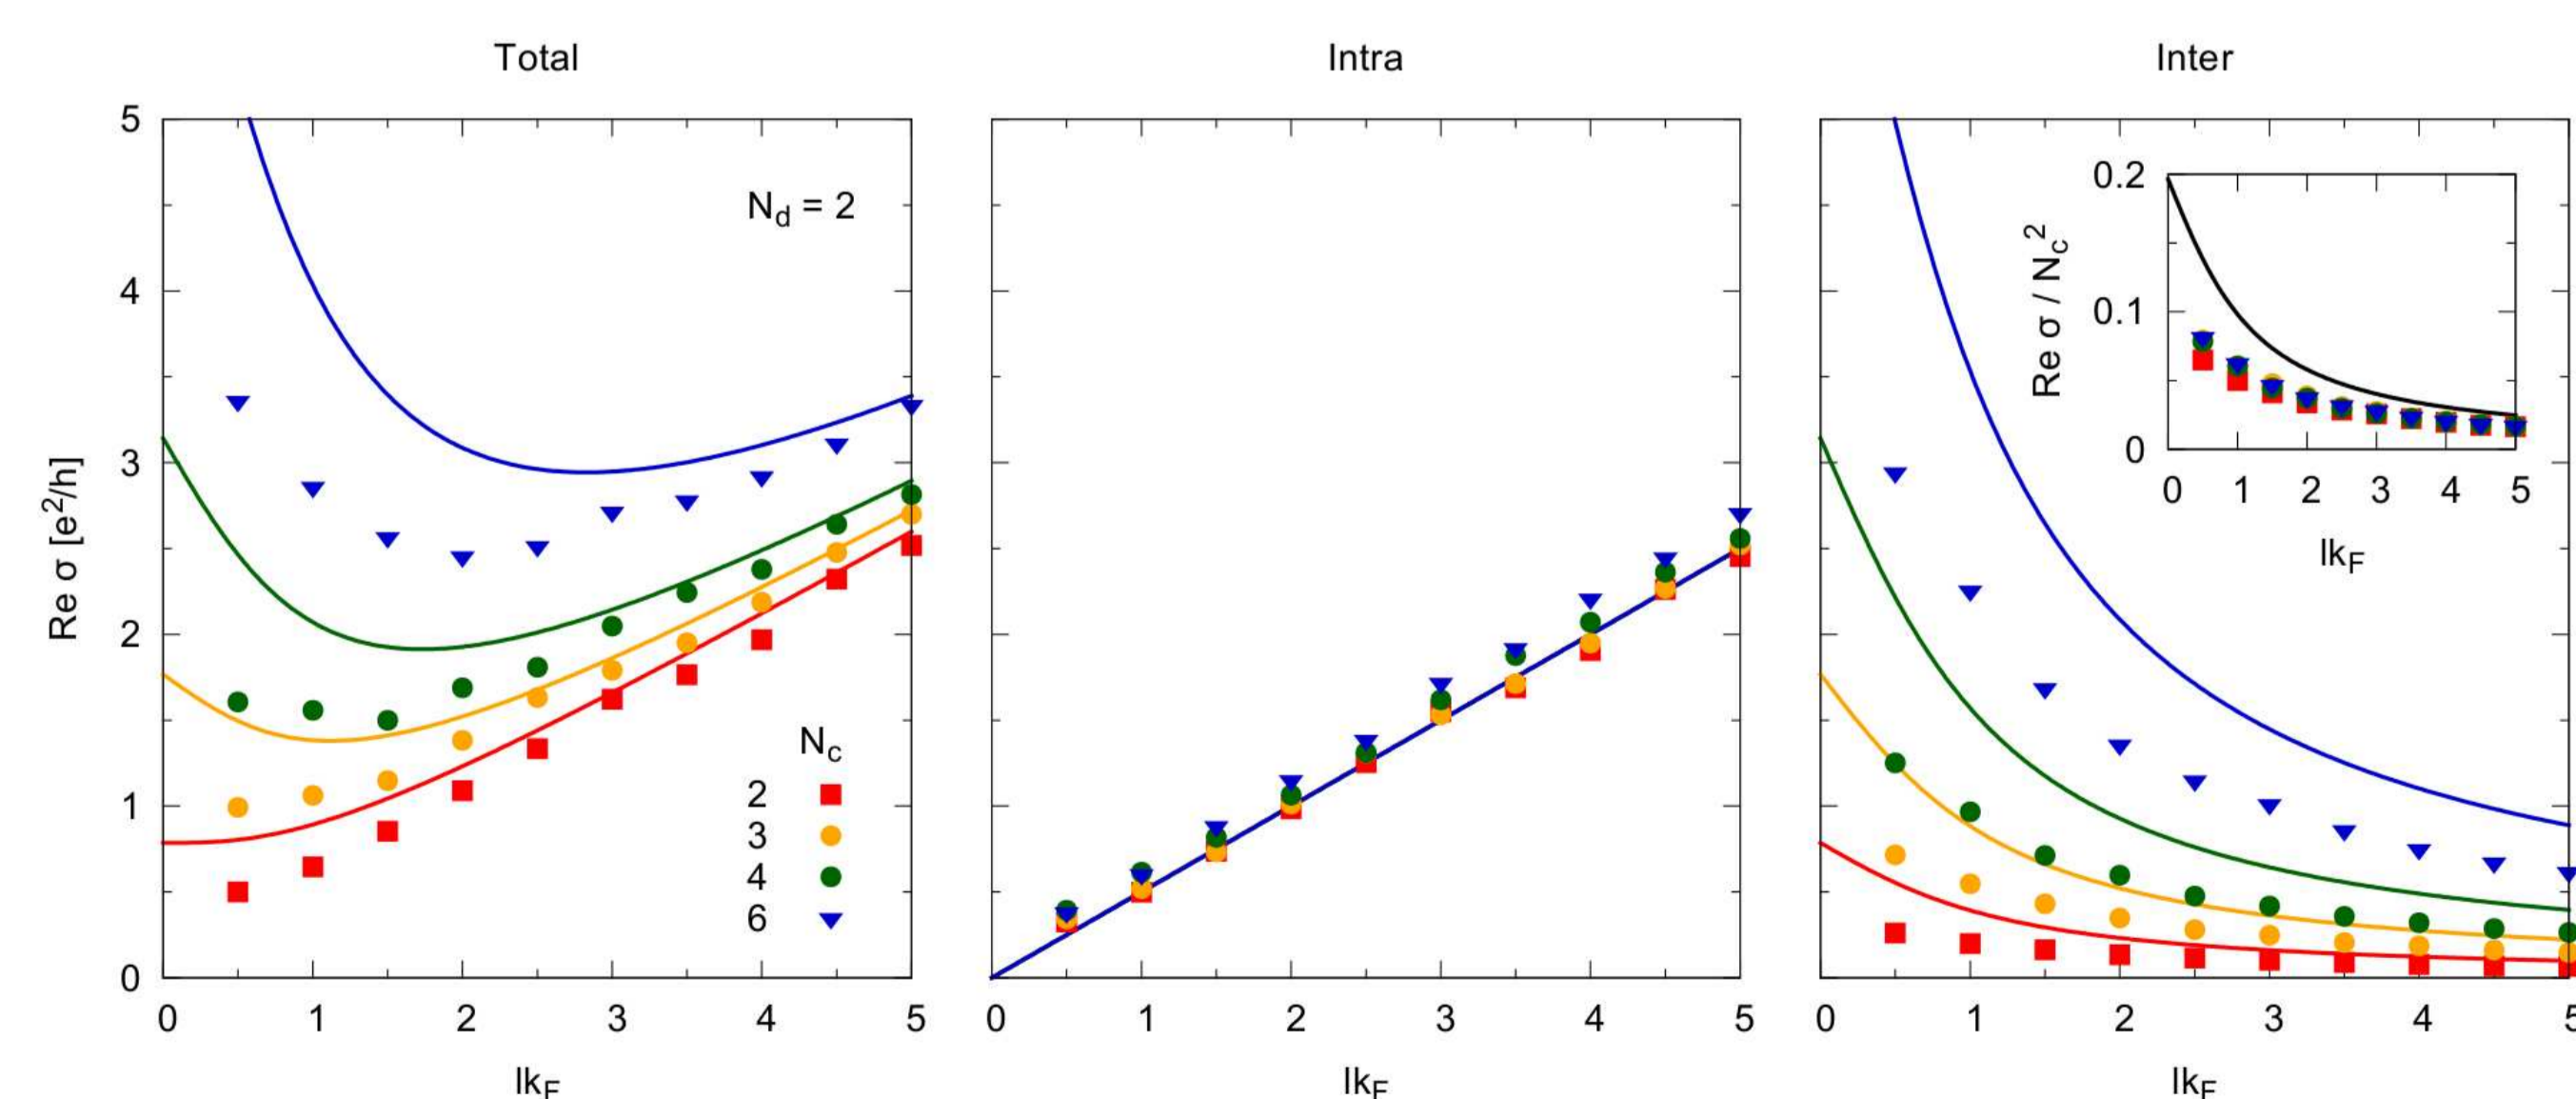 Total
Intra
Inter
Re σ [e²/h]
5
4
3
2
1
0
N_d = 2
N_c
2
3
4
6
0 1 2 3 4 5
lk_F
0 1 2 3 4 5
lk_F
Re σ / N_c²
0.2
0.1
0
0 1 2 3 4 5
lk_F
0 1 2 3 4 5
lk_F